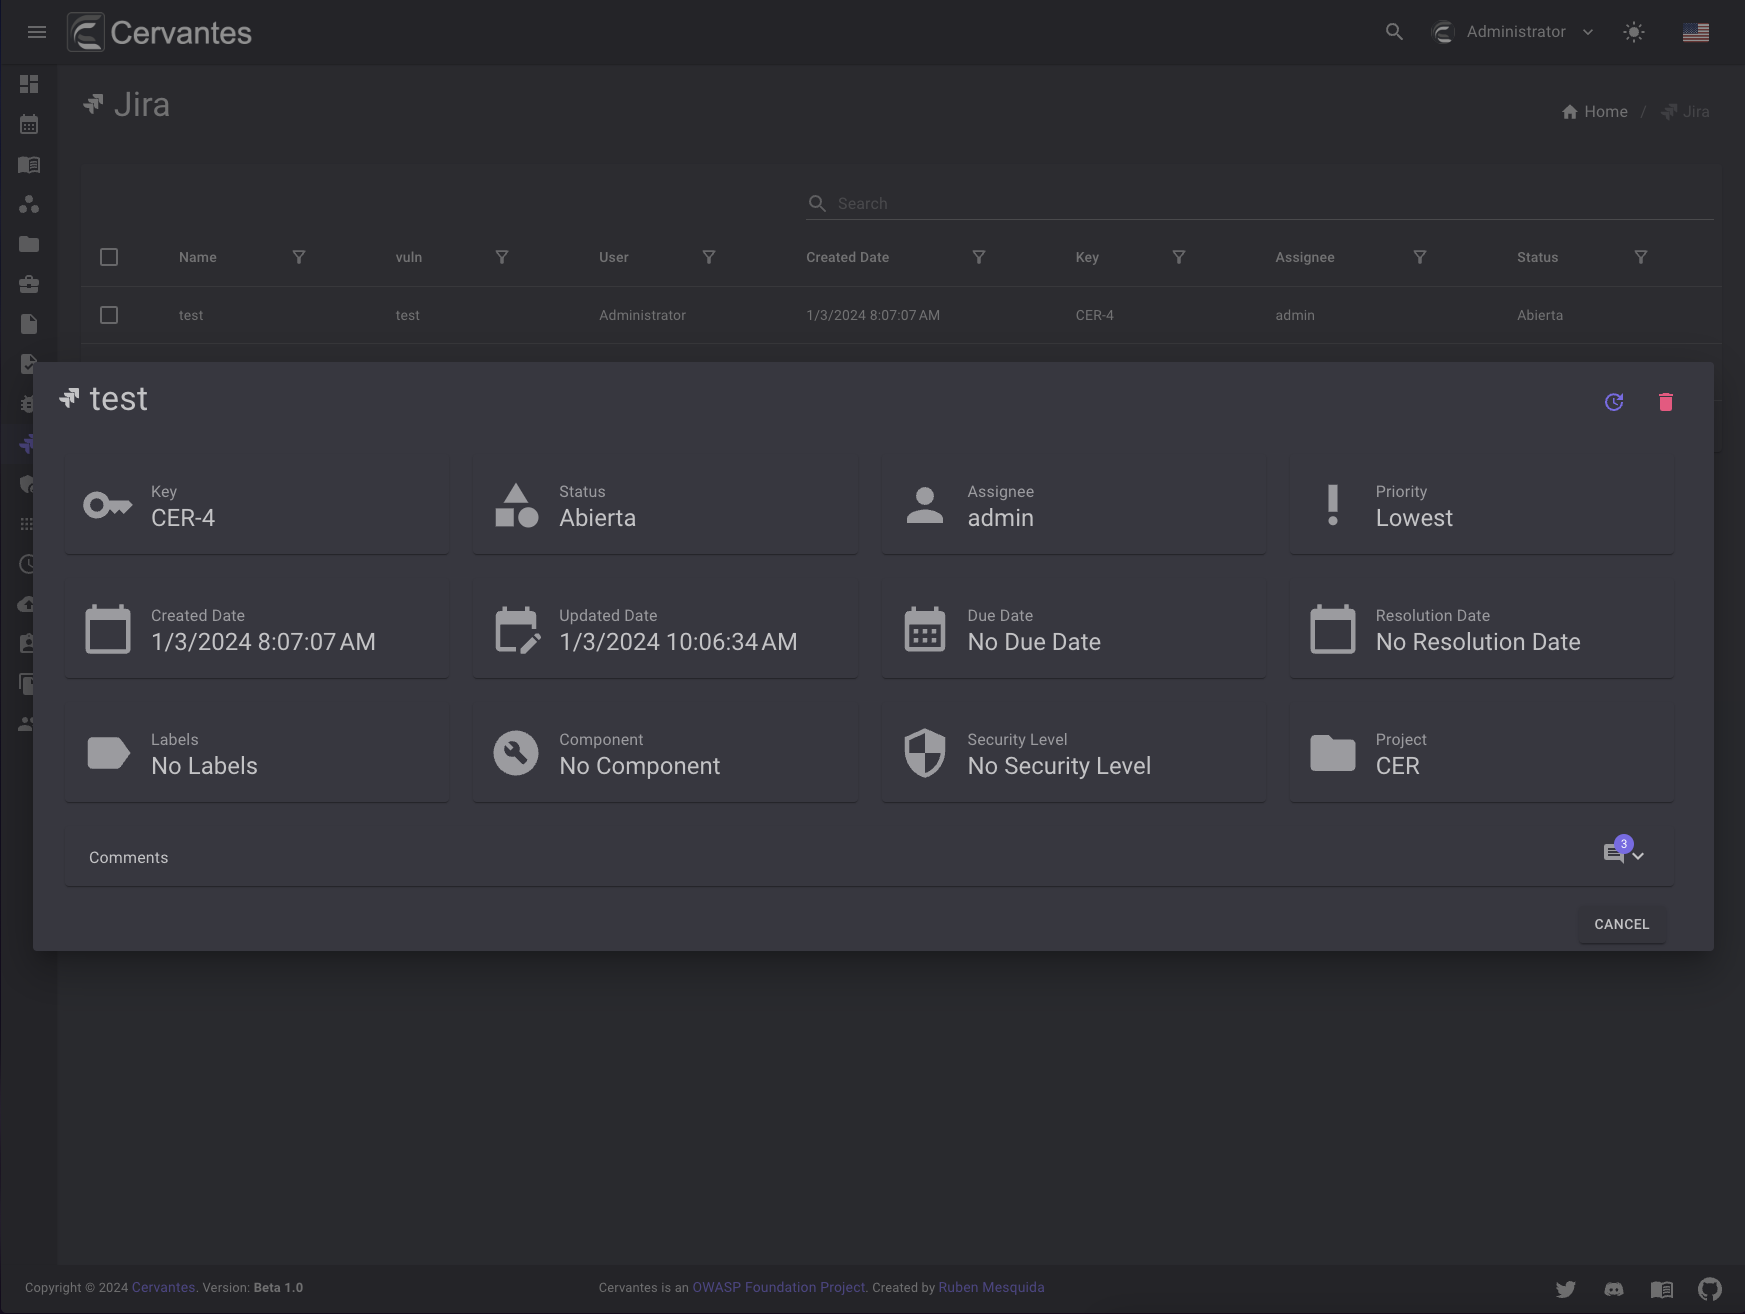 Cervantes
Administrator
Jira
Home / Jira
Search
Name vuln User Created Date Key Assignee Status
test test Administrator 1/3/2024 8:07:07 AM CER-4 admin Abierta
test
Key
CER-4
Status
Abierta
Assignee
admin
Priority
Lowest
Created Date
1/3/2024 8:07:07 AM
Updated Date
1/3/2024 10:06:34 AM
Due Date
No Due Date
Resolution Date
No Resolution Date
Labels
No Labels
Component
No Component
Security Level
No Security Level
Project
CER
Comments
3
CANCEL
Copyright © 2024 Cervantes. Version: Beta 1.0
Cervantes is an OWASP Foundation Project. Created by Ruben Mesquida